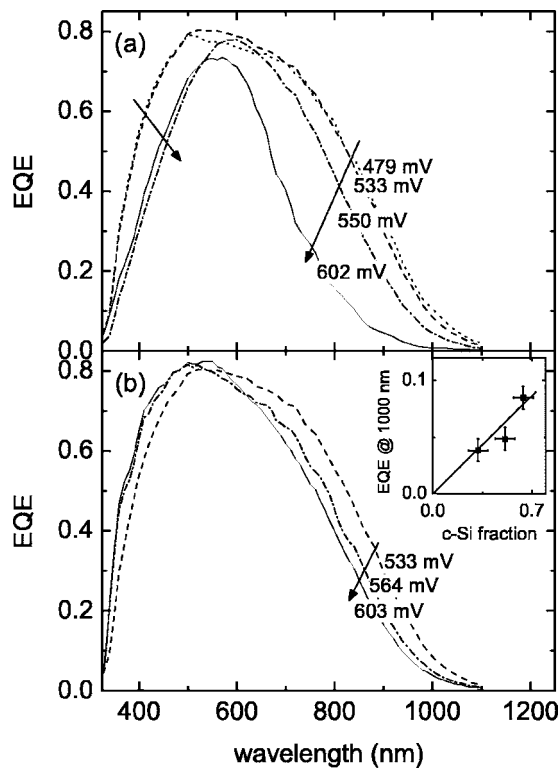 0.8
(a)
0.6
EQE
0.4
479 mV
533 mV
550 mV
0.2
602 mV
0.0
(b)
0.8
0.6
EQE
0.4
0.2
0.0
0.1
EQE @ 1000 nm
0.0
0.0
0.7
c-Si fraction
533 mV
564 mV
603 mV
400
600
800
1000
1200
wavelength (nm)